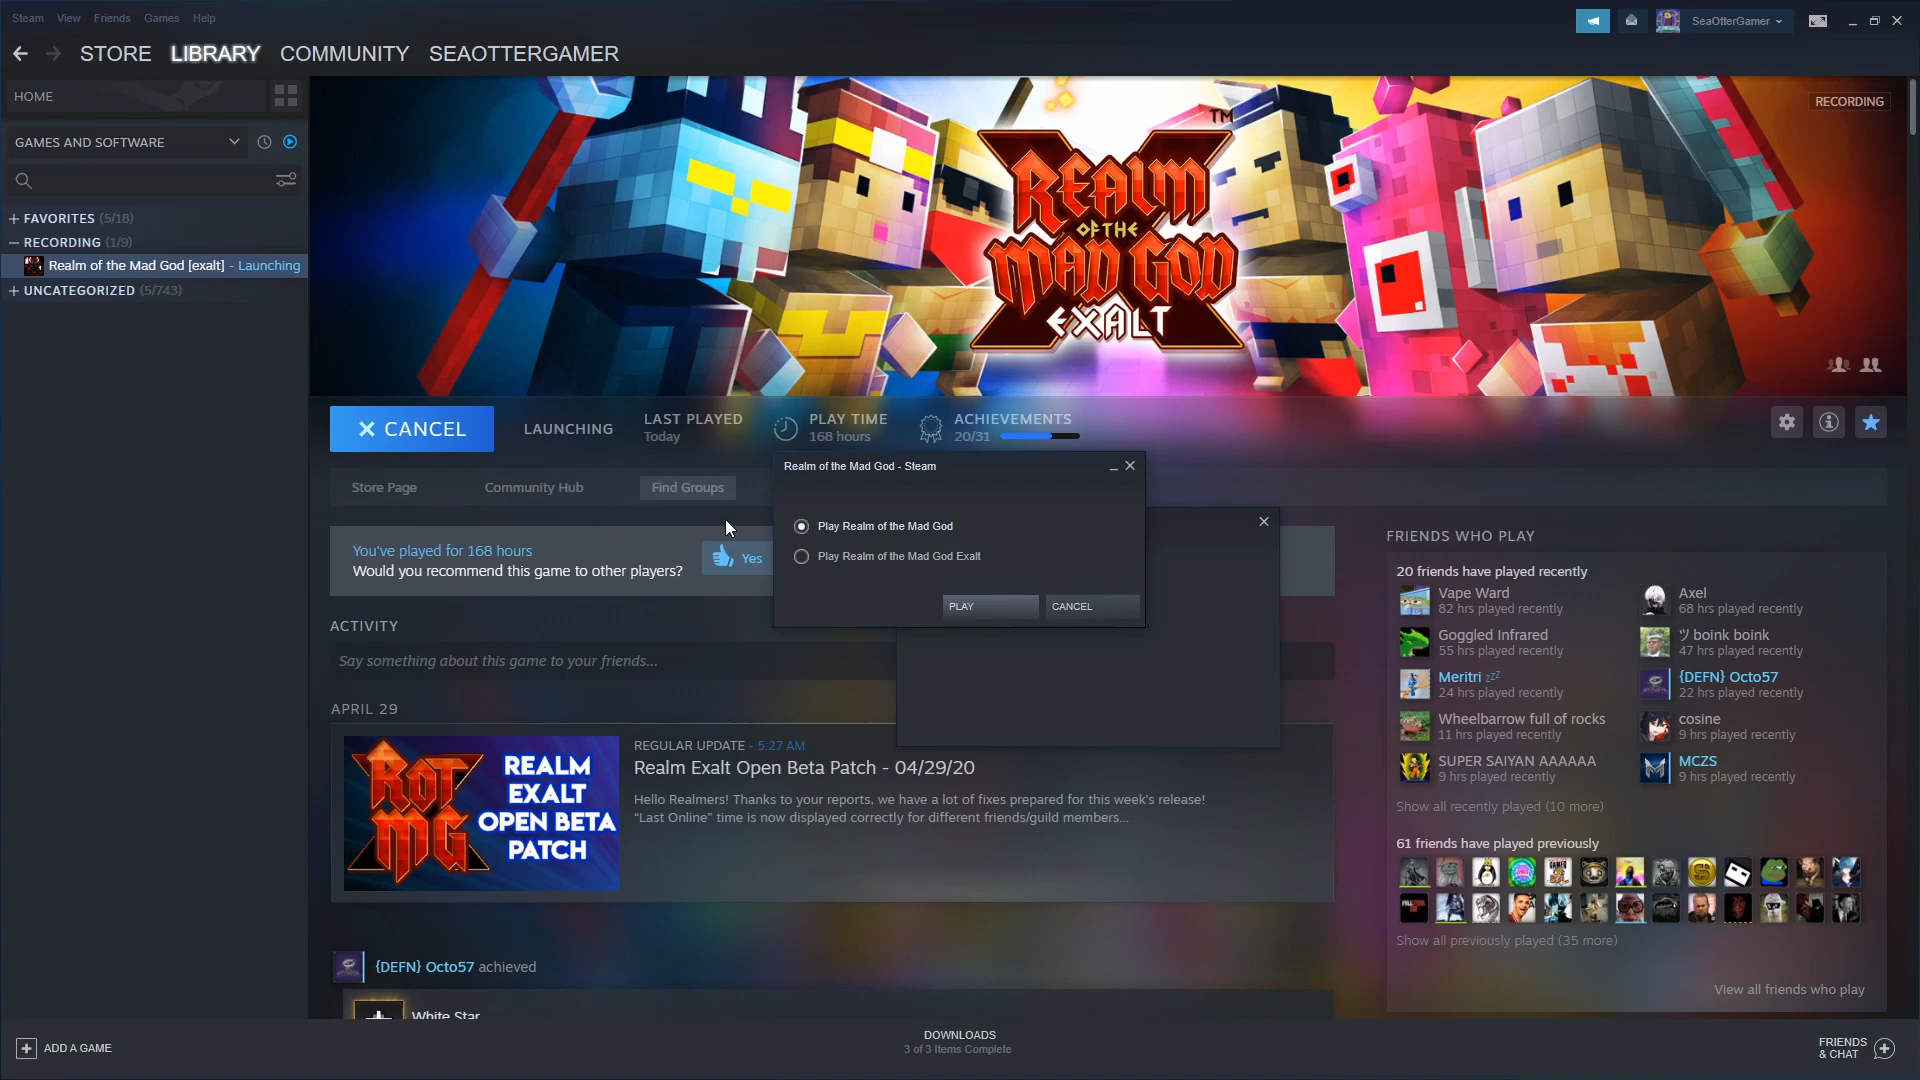 Steam View Friends Games Help
SeaOtterGamer
STORE LIBRARY COMMUNITY SEAOTTERGAMER
HOME
GAMES AND SOFTWARE
+ FAVORITES (5/18)
— RECORDING (1/9)
Realm of the Mad God [exalt] - Launching
+ UNCATEGORIZED (5/743)
RECORDING
REALM
OF THE
MAD GOD
EXALT
TM
CANCEL
LAUNCHING
LAST PLAYED
Today
PLAY TIME
168 hours
ACHIEVEMENTS
20/31
Store Page Community Hub Find Groups
Realm of the Mad God - Steam
Play Realm of the Mad God
Play Realm of the Mad God Exalt
PLAY CANCEL
You've played for 168 hours
Would you recommend this game to other players?
Yes
ACTIVITY
Say something about this game to your friends...
APRIL 29
ROT
MG
REALM
EXALT
OPEN BETA
PATCH
REGULAR UPDATE - 5:27 AM
Realm Exalt Open Beta Patch - 04/29/20
Hello Realmers! Thanks to your reports, we have a lot of fixes prepared for this week's release!
"Last Online" time is now displayed correctly for different friends/guild members...
{DEFN} Octo57 achieved
White Star
FRIENDS WHO PLAY
20 friends have played recently
Vape Ward
82 hrs played recently
Axel
68 hrs played recently
Goggled Infrared
55 hrs played recently
ツ boink boink
47 hrs played recently
Meritri zzZ
24 hrs played recently
{DEFN} Octo57
22 hrs played recently
Wheelbarrow full of rocks
11 hrs played recently
cosine
9 hrs played recently
SUPER SAIYAN AAAAAA
9 hrs played recently
MCZS
9 hrs played recently
Show all recently played (10 more)
61 friends have played previously
Show all previously played (35 more)
View all friends who play
ADD A GAME
DOWNLOADS
3 of 3 Items Complete
FRIENDS
& CHAT